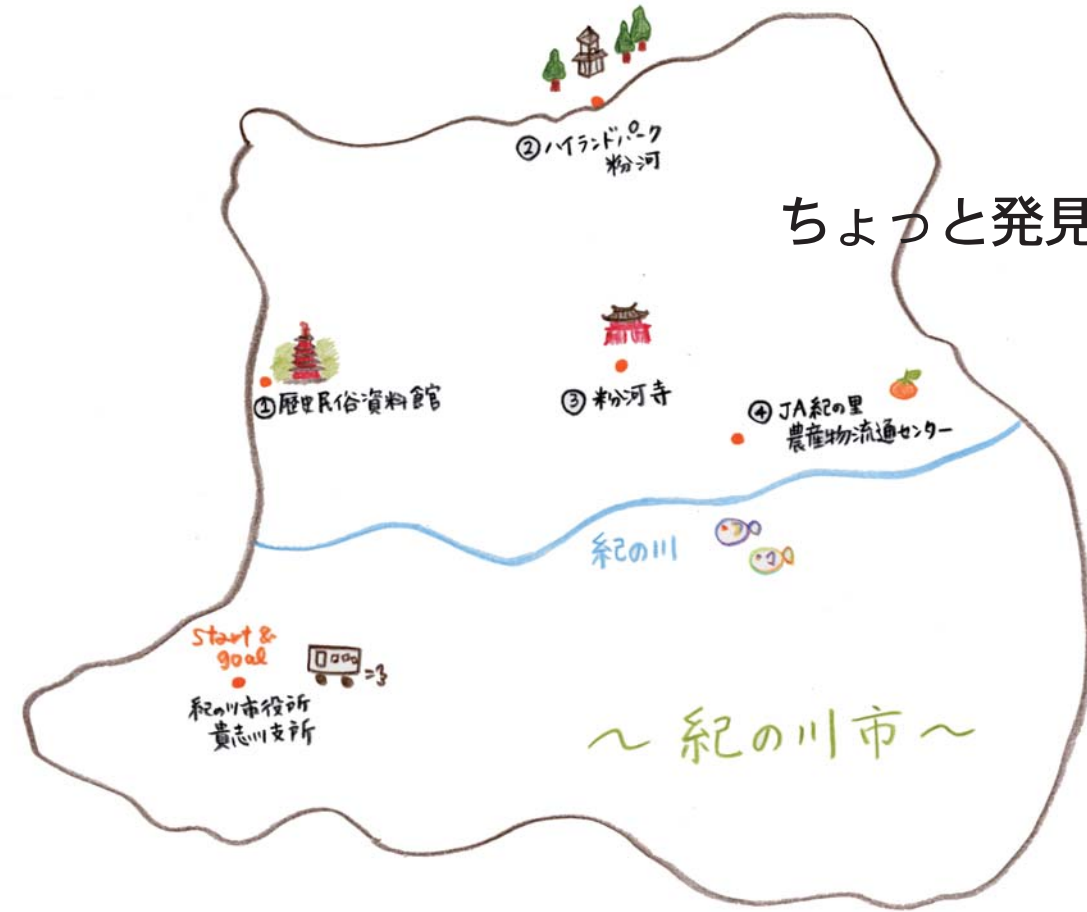 ②ハイランドパーク
粉河
ちょっと発見
①歴史民俗資料館
③粉河寺
④JA紀の里
農産物流通センター
紀の川
start &
goal
紀の川市役所
貴志川支所
～紀の川市～